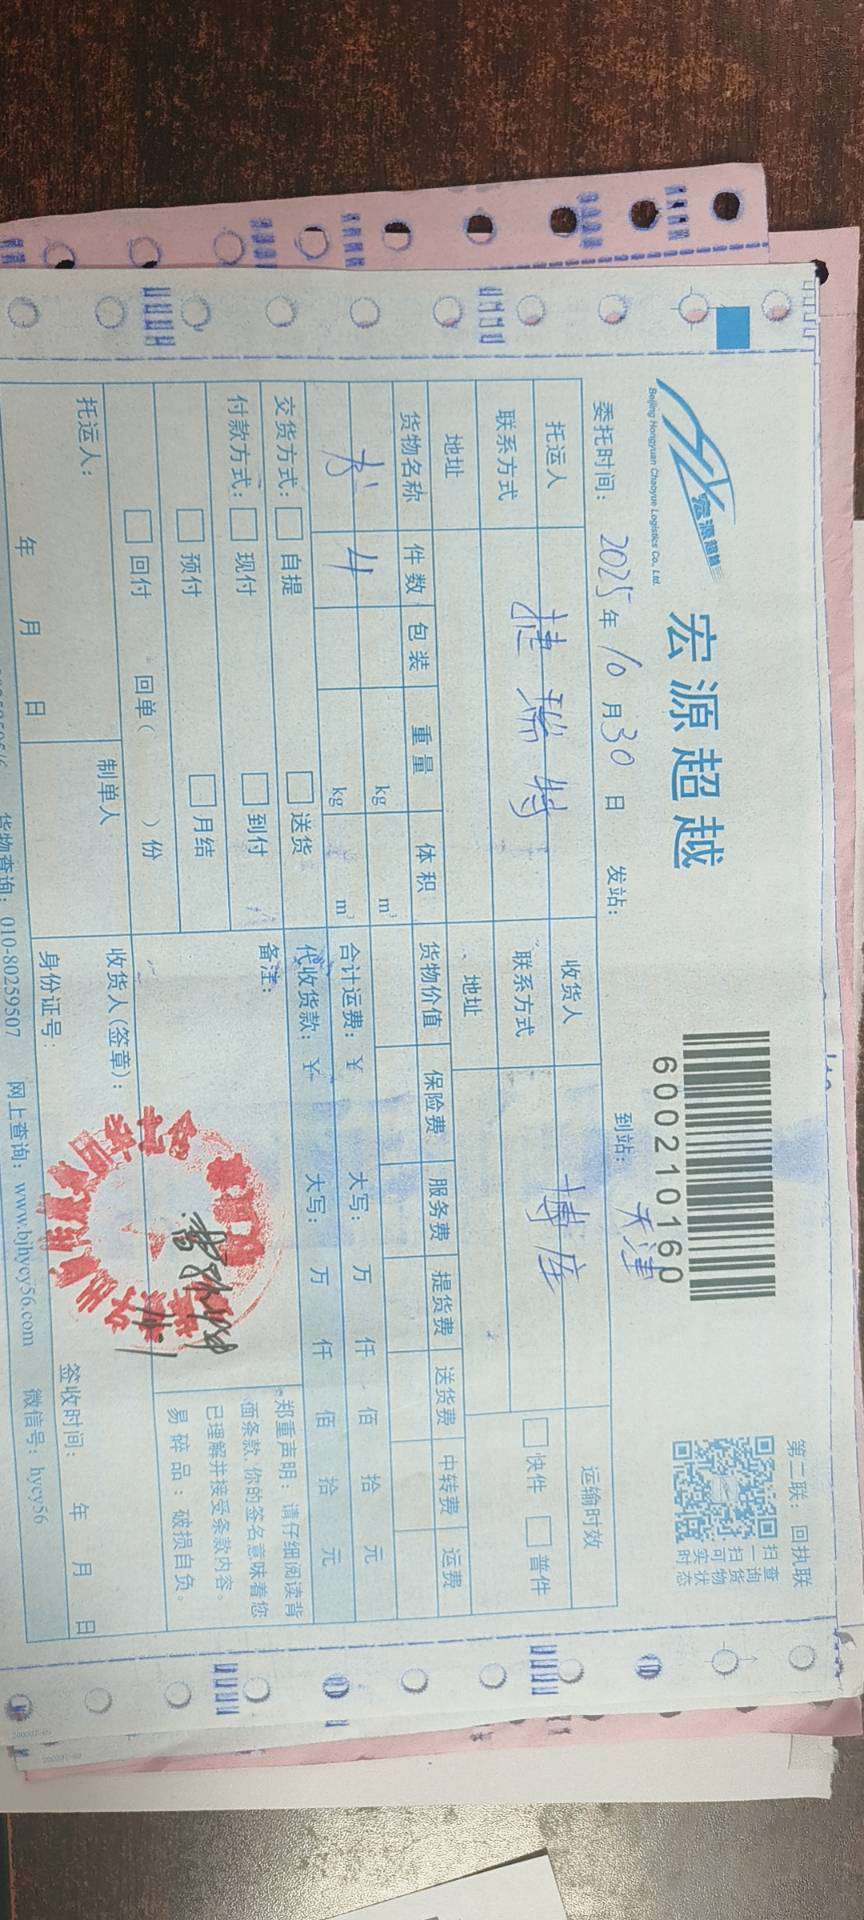 宏源超越
Beijing Hongyuan Chaoyue Logistics Co., Ltd.
宏源超越
600210160
第二联：回执联
扫一扫可实时
查询货物状态
委托时间：2025年10月30日 发站： 到站：天津
托运人 捷瑞特 收货人 博库 运输时效
联系方式 联系方式 快件 普件
地址 地址
货物名称 件数 包装 重量 体积 货物价值 保险费 服务费 提货费 送货费 中转费 运费
书 4 kg m³
kg m³
合计运费：¥ 大写： 万 仟 佰 拾 元
代收货款：¥ 大写： 万 仟 佰 拾 元
交货方式： 自提 送货
付款方式： 现付 到付
预付 月结
回付 回单( )份
备注：
郑重声明：请仔细阅读背
面条款，你的签名意味着您
已理解并接受条款内容。
易碎品：破损自负。
托运人：
年 月 日
制单人
收货人(签章)：
身份证号：
签收时间： 年 月 日
货物查询：010-80259507 网上查询：www.bjhycy56.com 微信号：hycy56